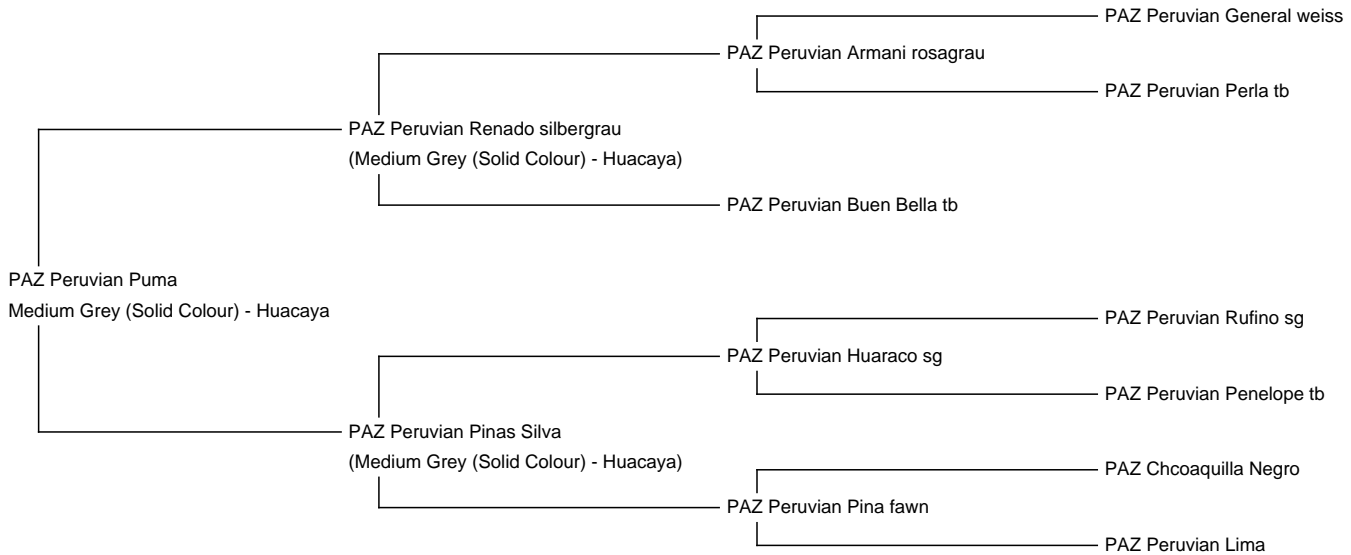 PAZ Peruvian General weiss
PAZ Peruvian Armani rosagrau
PAZ Peruvian Perla tb
PAZ Peruvian Renado silbergrau
(Medium Grey (Solid Colour) - Huacaya)
PAZ Peruvian Buen Bella tb
PAZ Peruvian Puma
Medium Grey (Solid Colour) - Huacaya
PAZ Peruvian Rufino sg
PAZ Peruvian Huaraco sg
PAZ Peruvian Penelope tb
PAZ Peruvian Pinas Silva
(Medium Grey (Solid Colour) - Huacaya)
PAZ Chcoaquilla Negro
PAZ Peruvian Pina fawn
PAZ Peruvian Lima